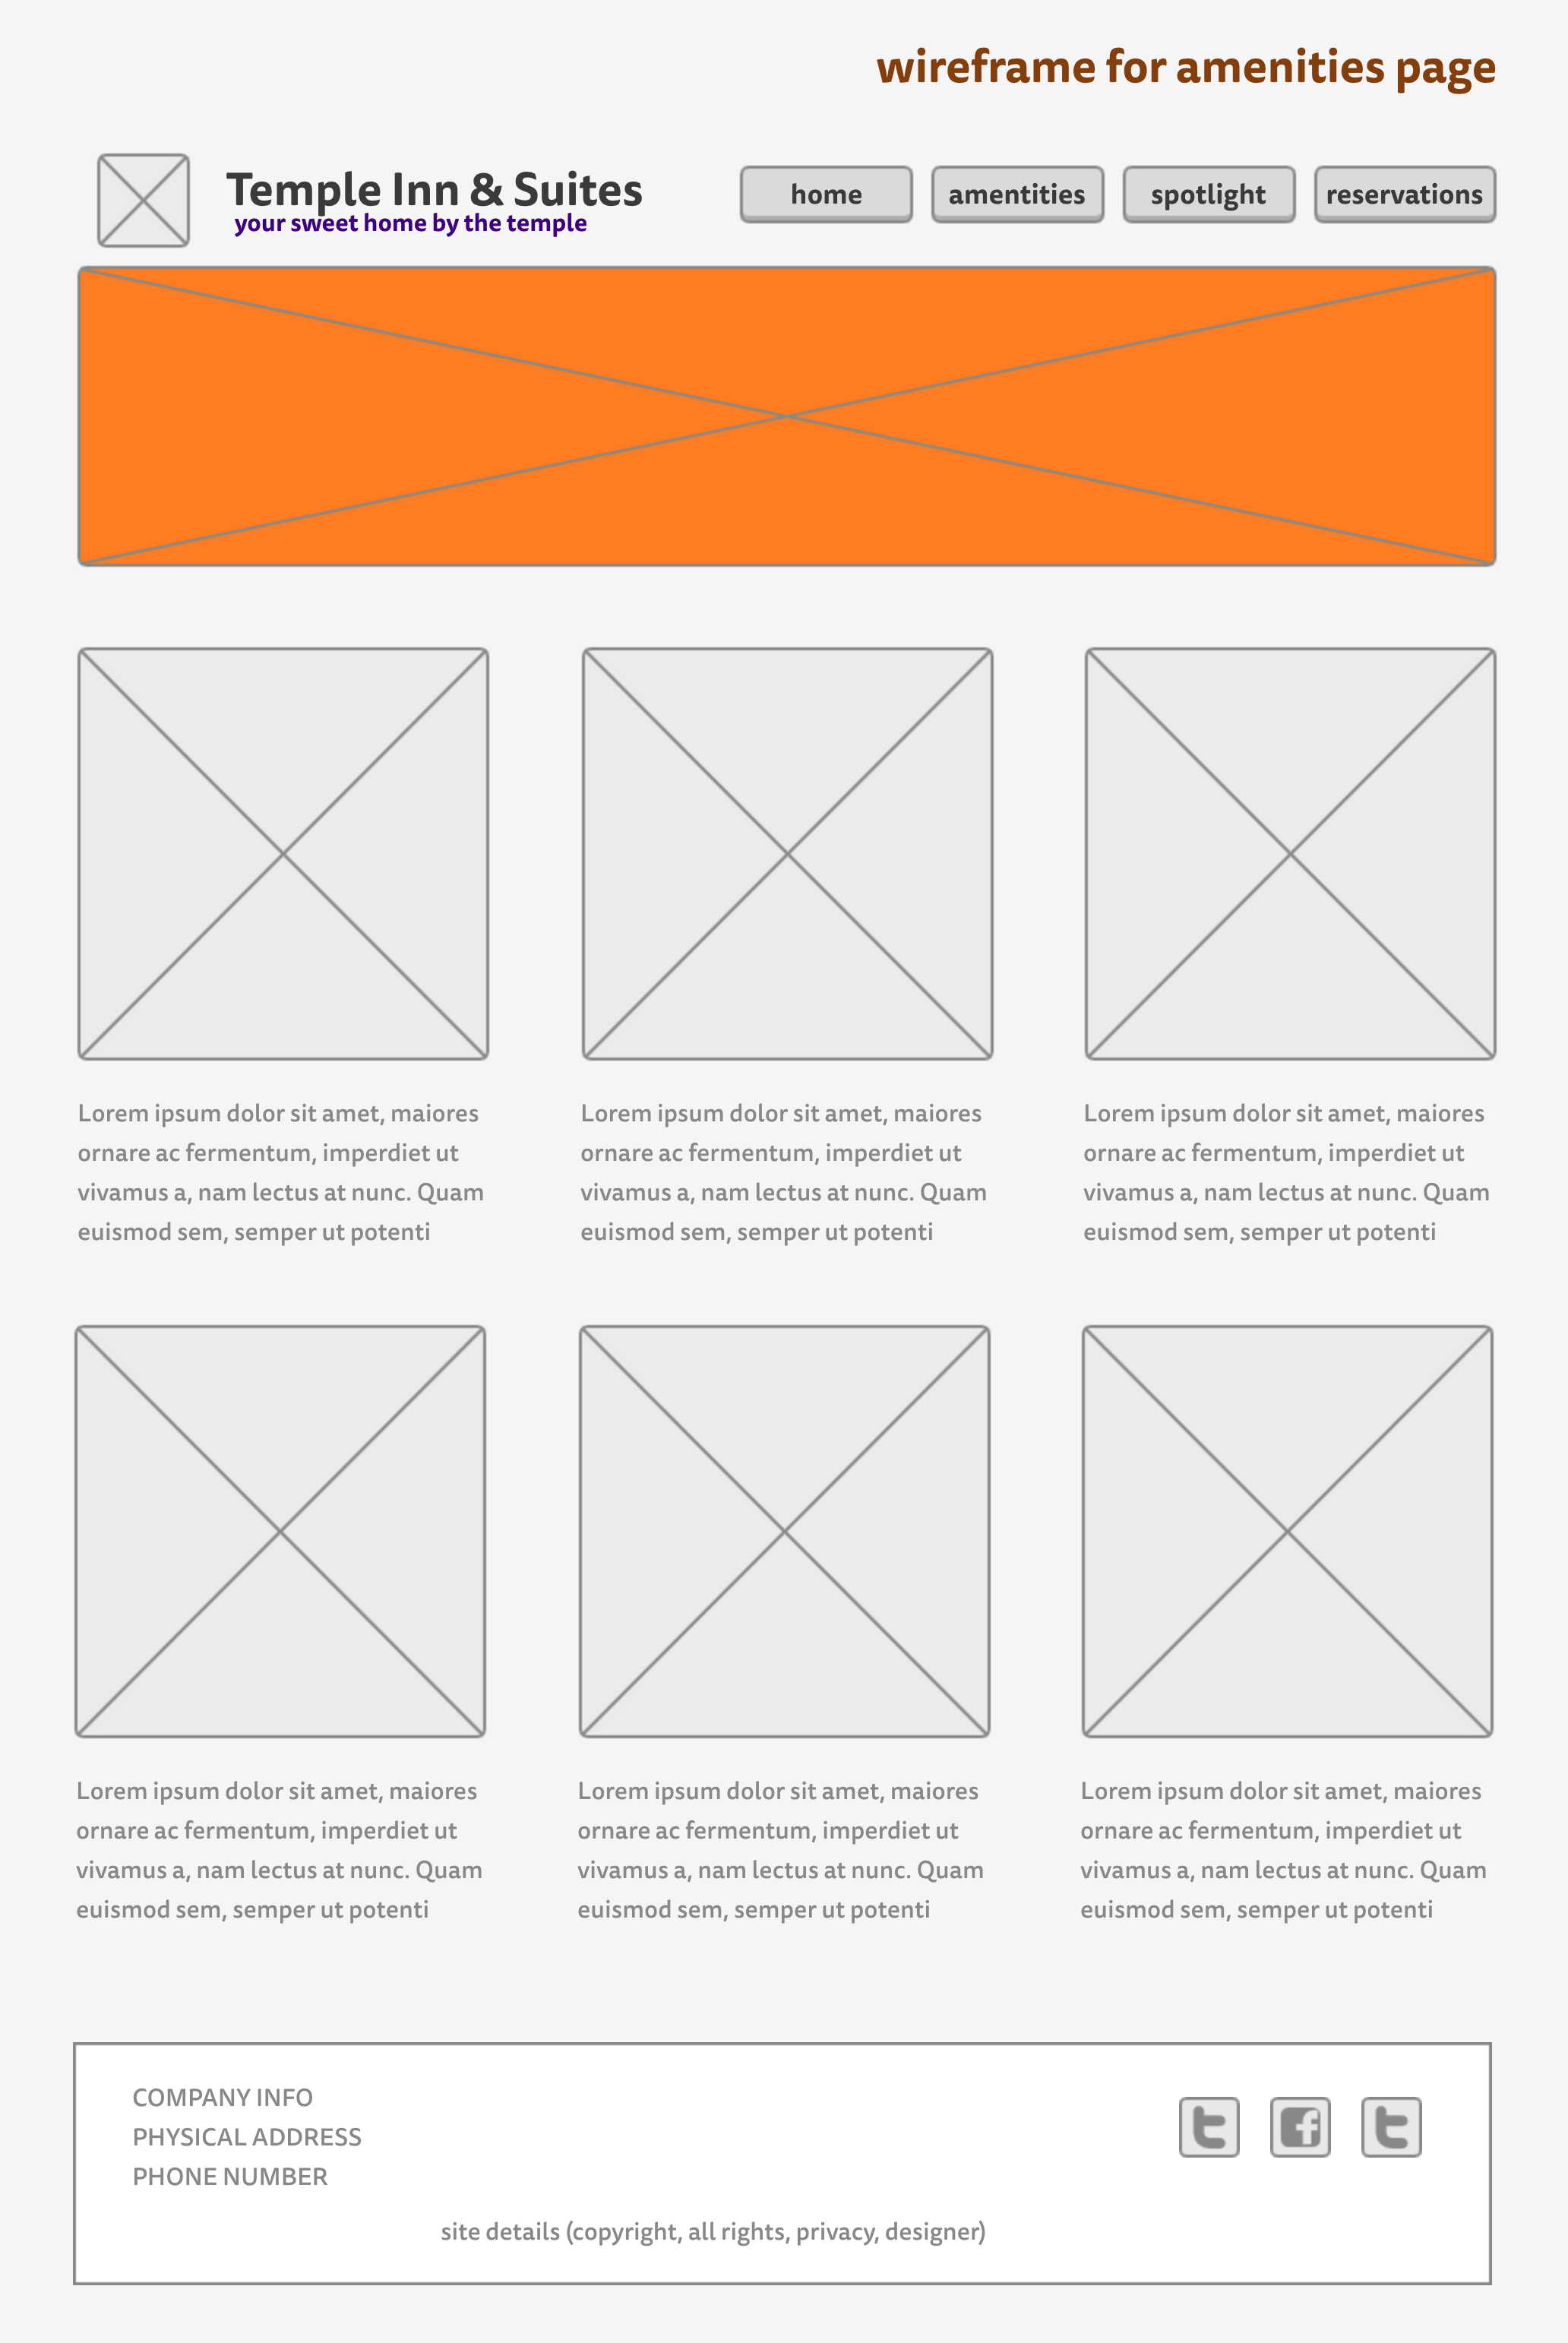 wireframe for amenities page
Temple Inn & Suites
your sweet home by the temple
home
amentities
spotlight
reservations
Lorem ipsum dolor sit amet, maiores
ornare ac fermentum, imperdiet ut
vivamus a, nam lectus at nunc. Quam
euismod sem, semper ut potenti
Lorem ipsum dolor sit amet, maiores
ornare ac fermentum, imperdiet ut
vivamus a, nam lectus at nunc. Quam
euismod sem, semper ut potenti
Lorem ipsum dolor sit amet, maiores
ornare ac fermentum, imperdiet ut
vivamus a, nam lectus at nunc. Quam
euismod sem, semper ut potenti
Lorem ipsum dolor sit amet, maiores
ornare ac fermentum, imperdiet ut
vivamus a, nam lectus at nunc. Quam
euismod sem, semper ut potenti
Lorem ipsum dolor sit amet, maiores
ornare ac fermentum, imperdiet ut
vivamus a, nam lectus at nunc. Quam
euismod sem, semper ut potenti
Lorem ipsum dolor sit amet, maiores
ornare ac fermentum, imperdiet ut
vivamus a, nam lectus at nunc. Quam
euismod sem, semper ut potenti
COMPANY INFO
PHYSICAL ADDRESS
PHONE NUMBER
site details (copyright, all rights, privacy, designer)